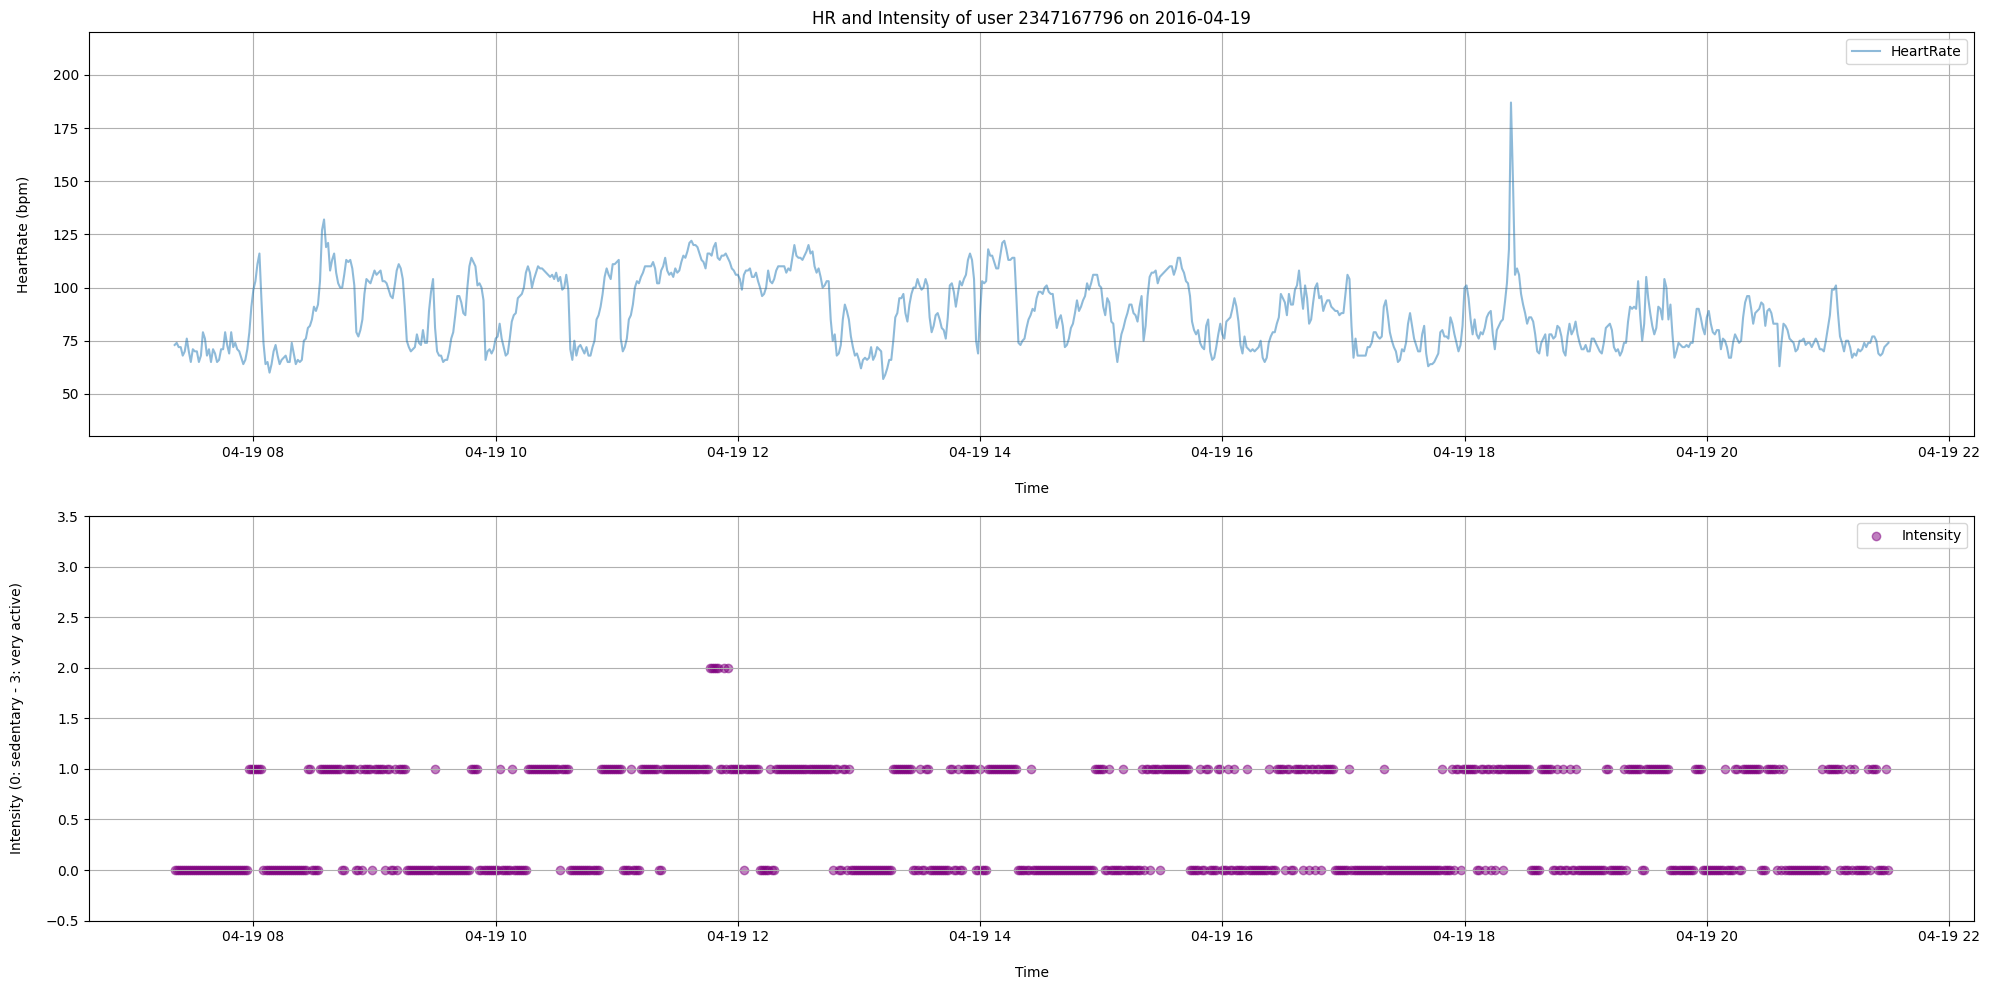 HR and Intensity of user 2347167796 on 2016-04-19
HeartRate
200
175
150
125
100
75
50
HeartRate (bpm)
04-19 08 04-19 10 04-19 12 04-19 14 04-19 16 04-19 18 04-19 20 04-19 22
Time
Intensity
3.5
3.0
2.5
2.0
1.5
1.0
0.5
0.0
−0.5
Intensity (0: sedentary - 3: very active)
04-19 08 04-19 10 04-19 12 04-19 14 04-19 16 04-19 18 04-19 20 04-19 22
Time